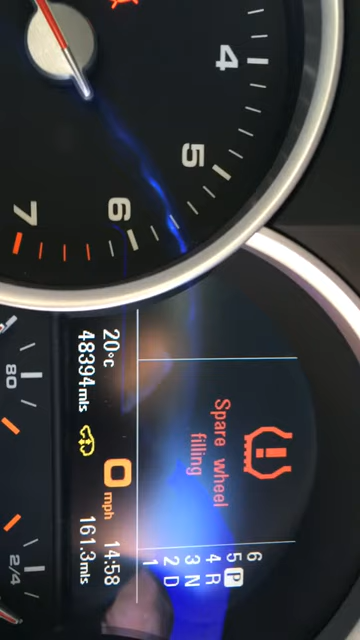 4
5
6
7
Spare wheel
filling
6
5 P
4 R
3 N
2 D
1
20°C
0 mph
14:58
48394mls
161.3mls
80
2/4